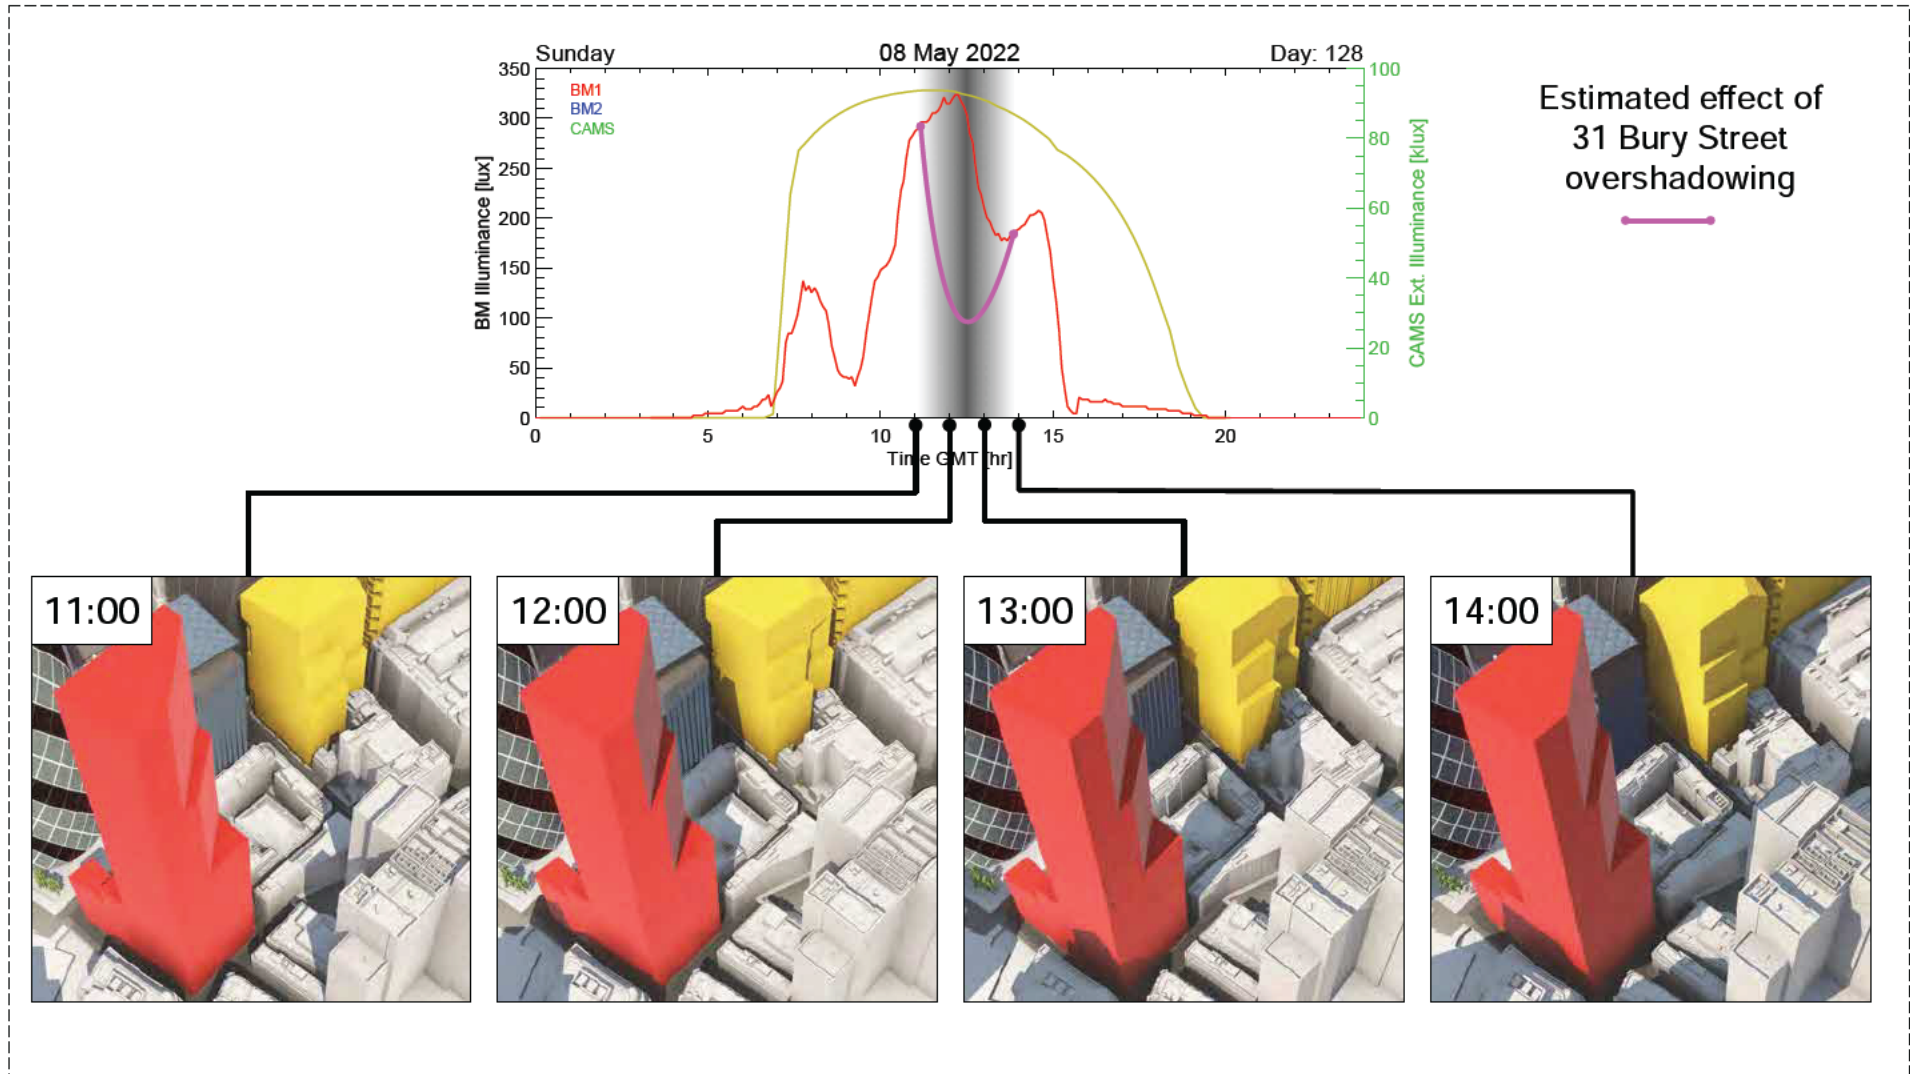 Sunday 08 May 2022 Day: 128
BM1
BM2
CAMS
350
300
250
200
150
100
50
0
BM Illuminance [lux]
100
80
60
40
20
0
CAMS Ext. Illuminance [klux]
0 5 10 15 20
Time GMT [hr]
Estimated effect of
31 Bury Street
overshadowing
11:00
12:00
13:00
14:00